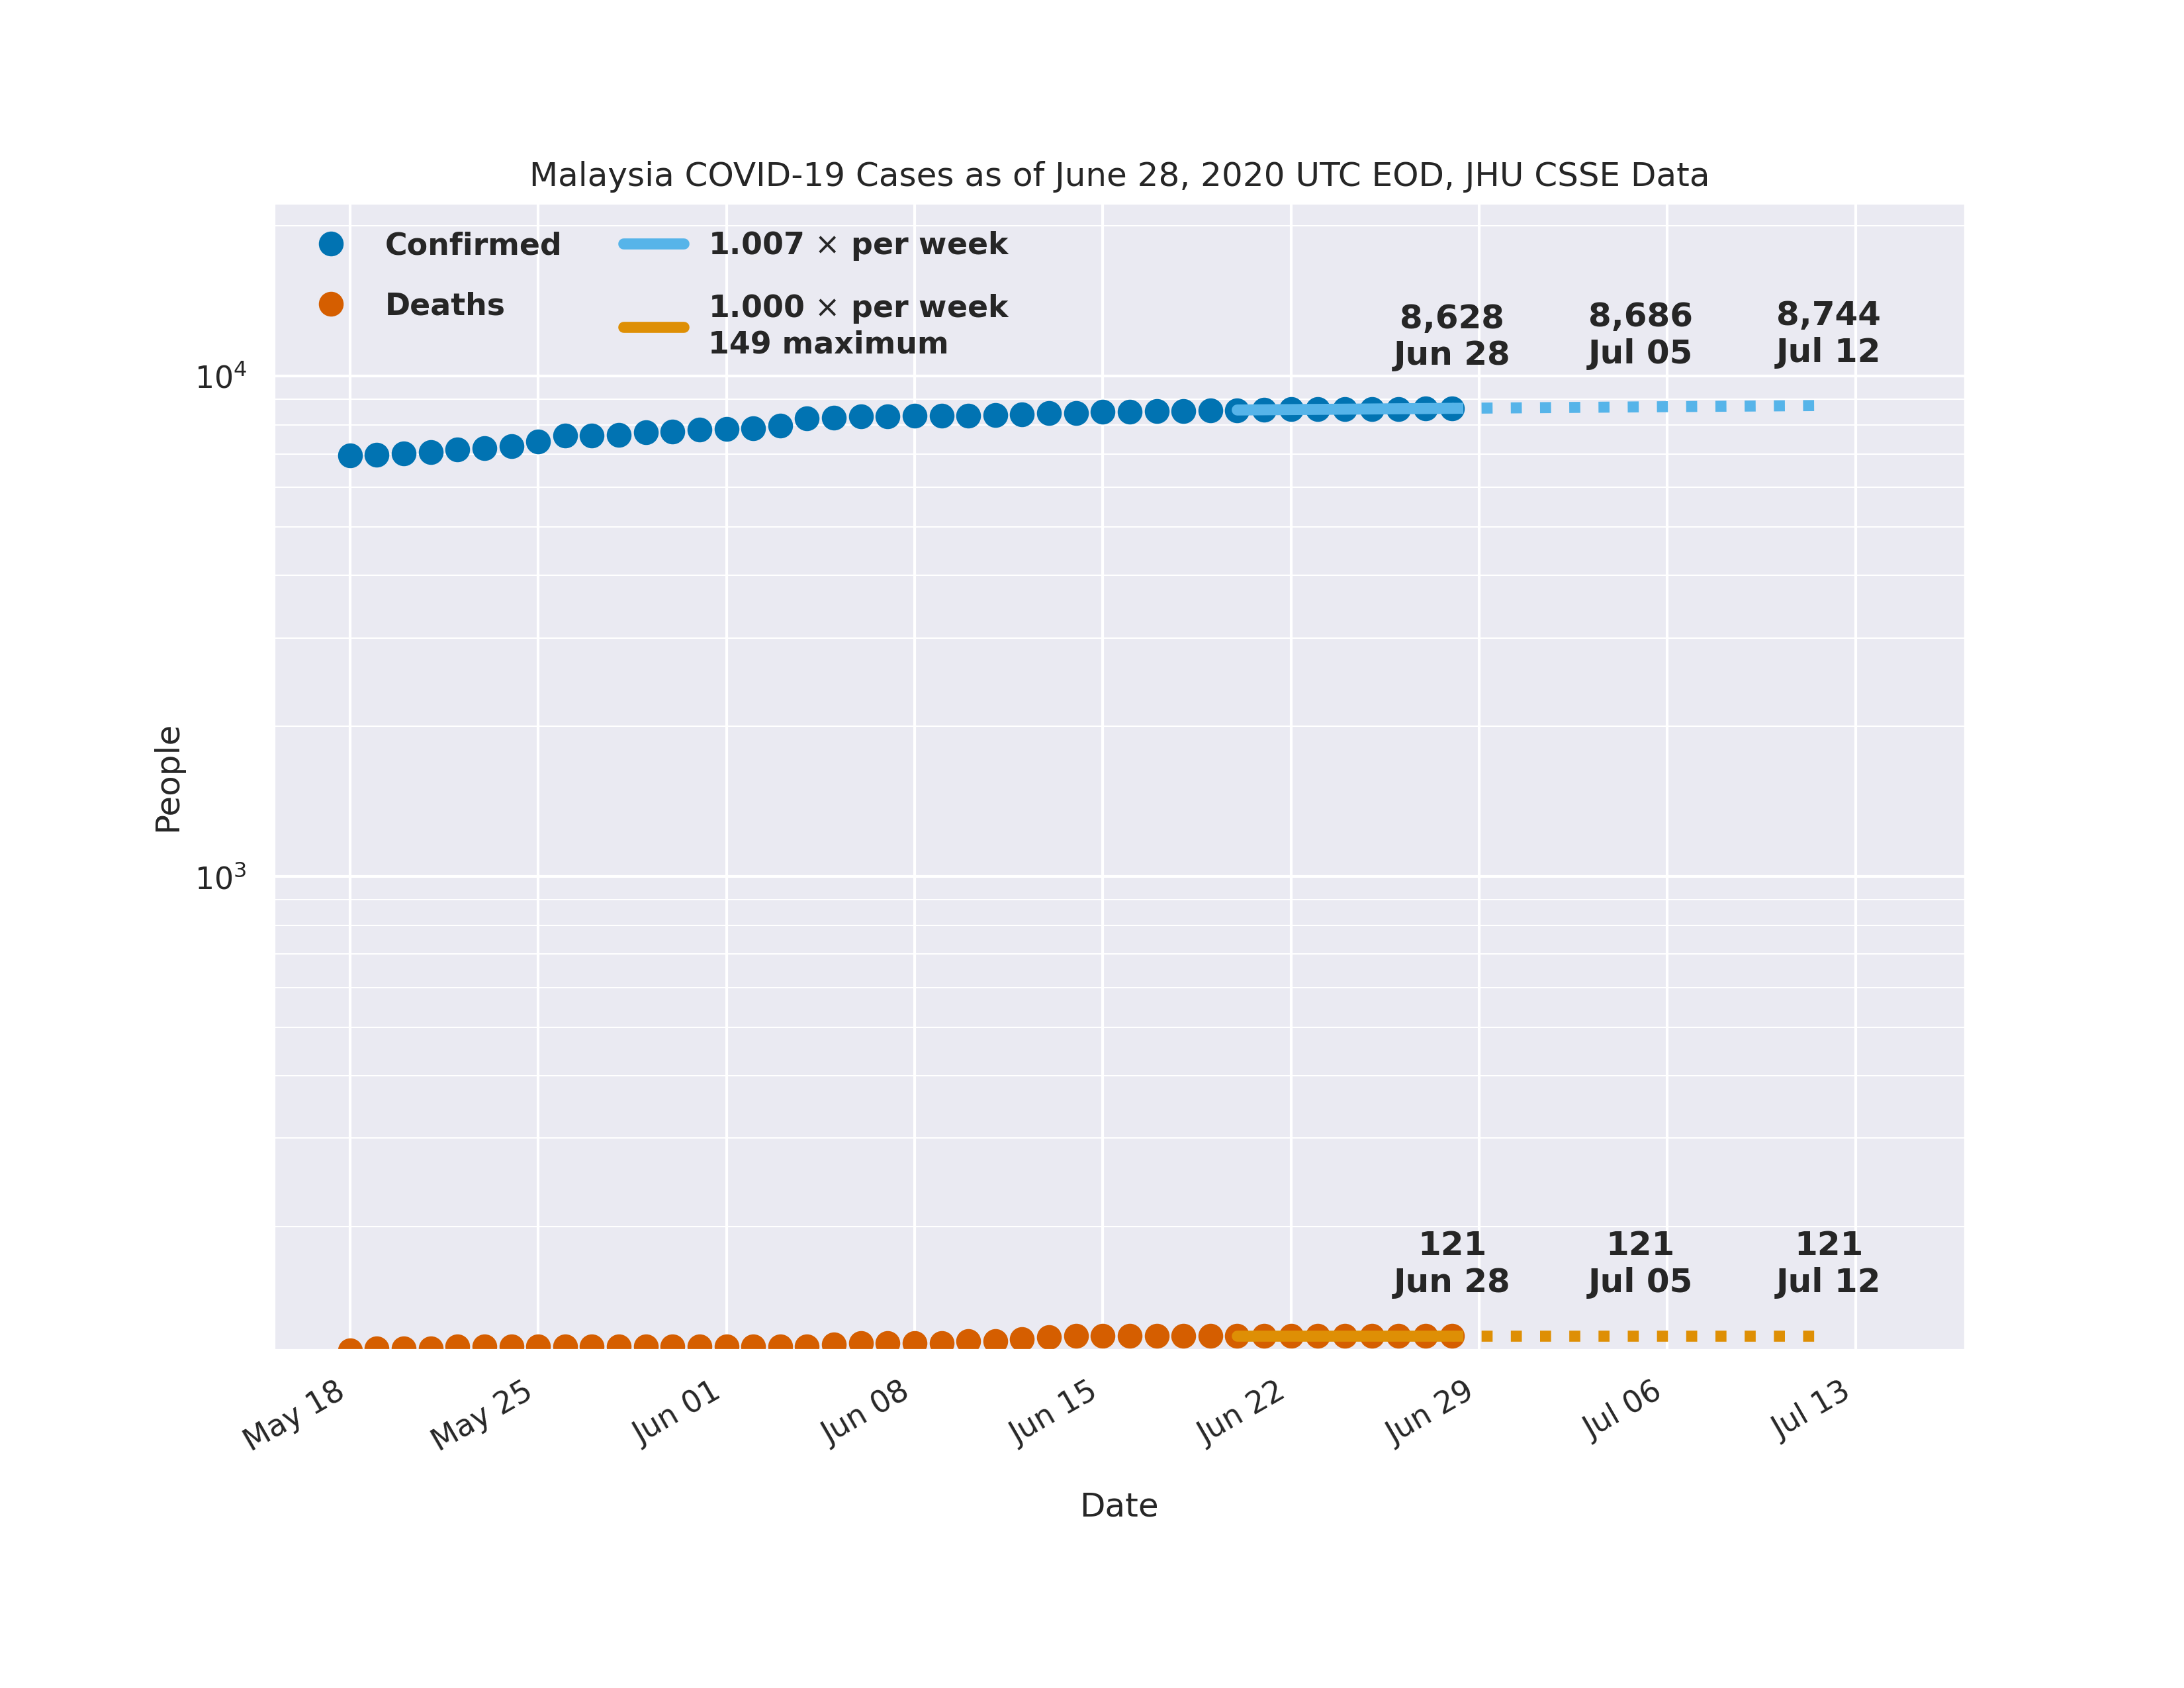 Malaysia COVID-19 Cases as of June 28, 2020 UTC EOD, JHU CSSE Data
Confirmed
Deaths
1.007 × per week
1.000 × per week
149 maximum
8,628
Jun 28
8,686
Jul 05
8,744
Jul 12
10⁴
10³
People
121
Jun 28
121
Jul 05
121
Jul 12
May 18
May 25
Jun 01
Jun 08
Jun 15
Jun 22
Jun 29
Jul 06
Jul 13
Date